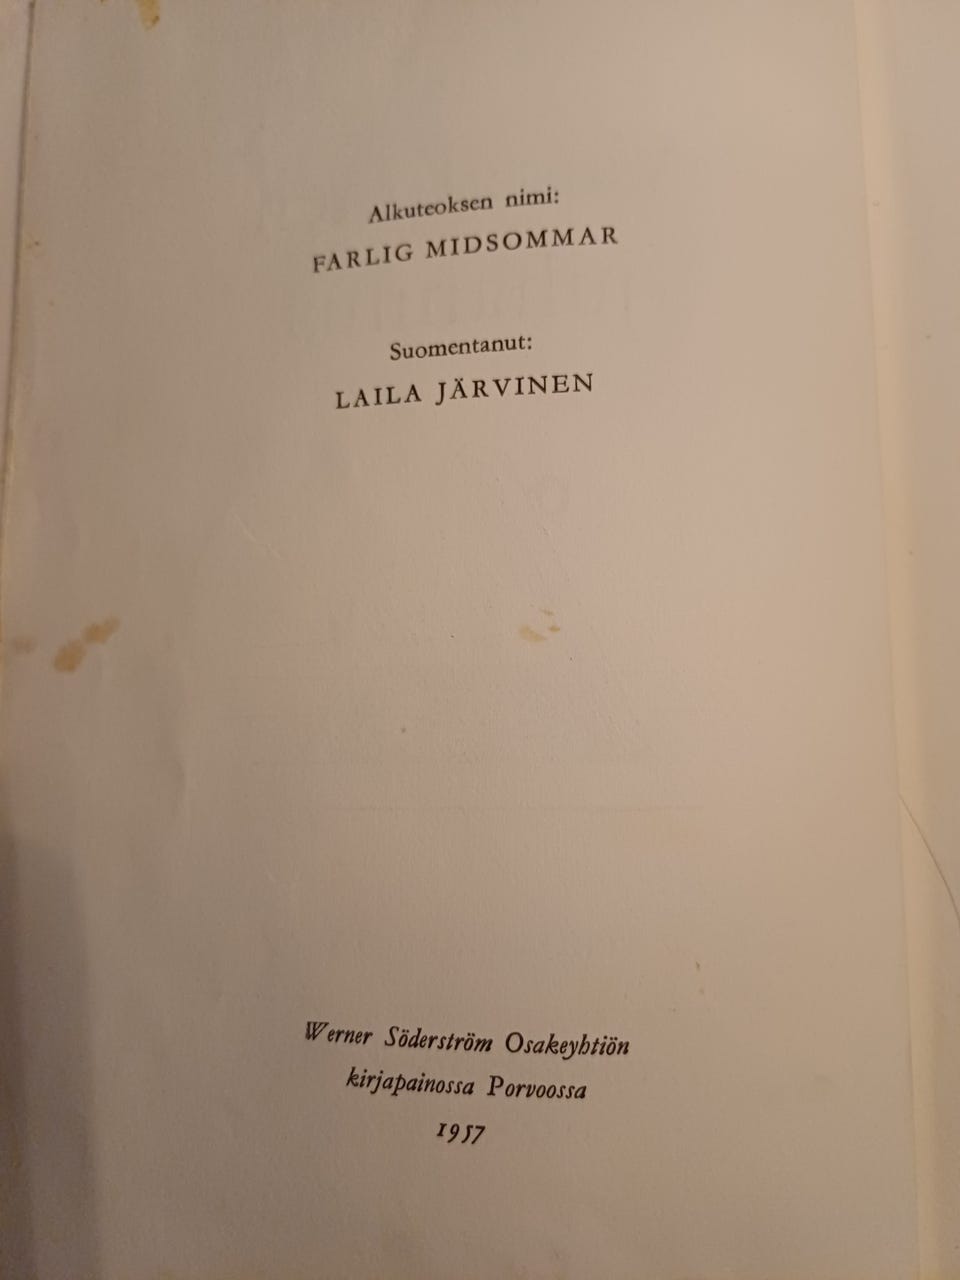 Alkuteoksen nimi:
FARLIG MIDSOMMAR
Suomentanut:
LAILA JÄRVINEN
Werner Söderström Osakeyhtiön
kirjapainossa Porvoossa
1957